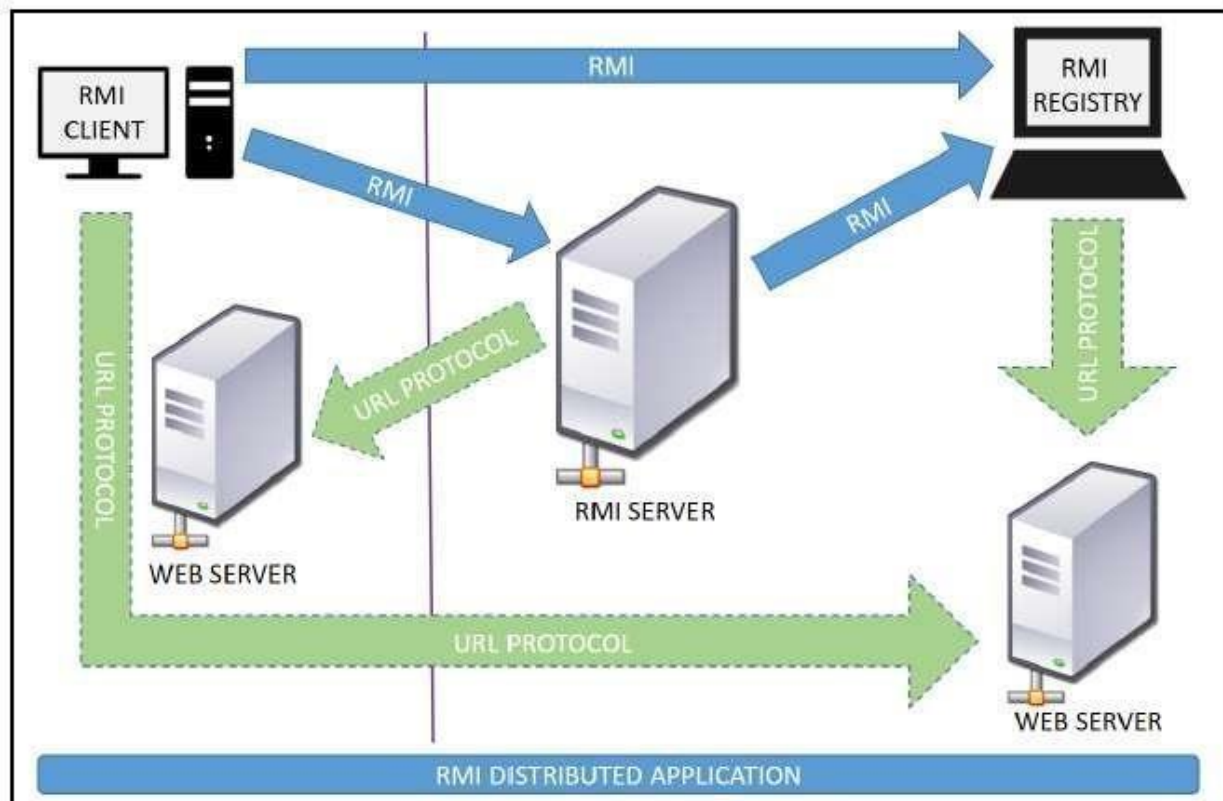 RMI
CLIENT
RMI
RMI
REGISTRY
RMI
RMI
URL PROTOCOL
URL PROTOCOL
URL PROTOCOL
RMI SERVER
WEB SERVER
URL PROTOCOL
WEB SERVER
RMI DISTRIBUTED APPLICATION